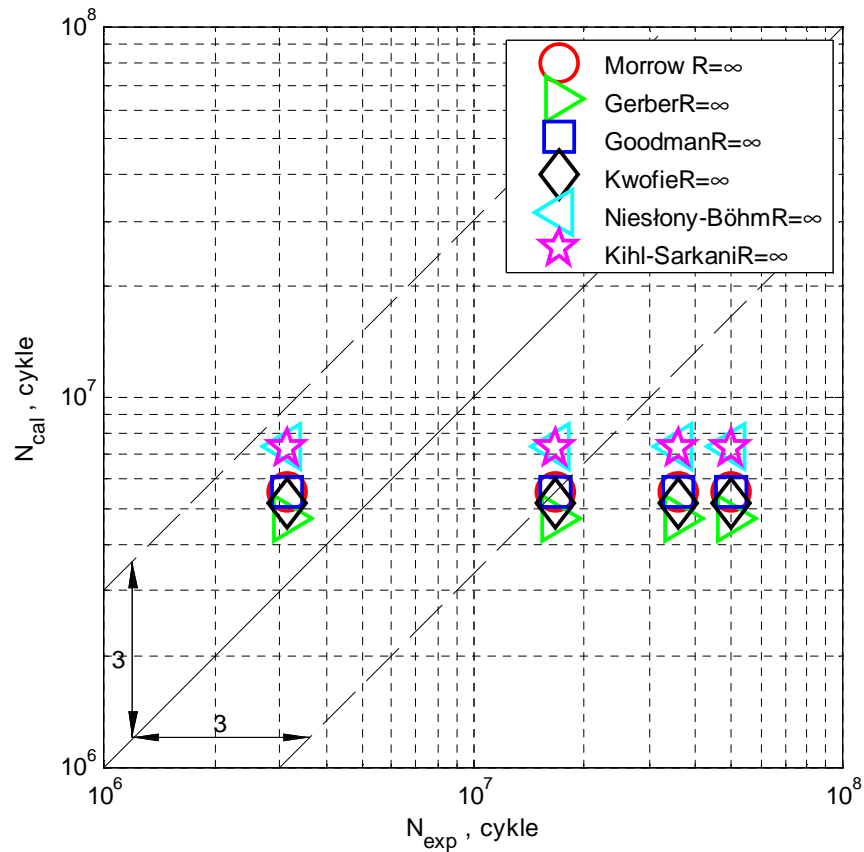 10^8
Morrow R=∞
GerberR=∞
GoodmanR=∞
KwofieR=∞
Niesłony-BöhmR=∞
Kihl-SarkaniR=∞
N_cal , cykle
10^7
3
3
10^6
10^6
10^7
10^8
N_exp , cykle